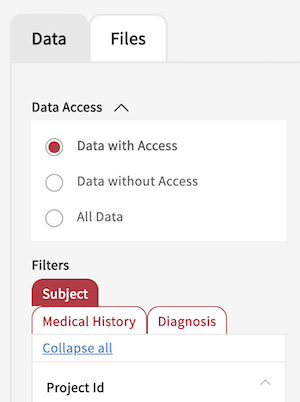 Data Files
Data Access
Data with Access
Data without Access
All Data
Filters
Subject
Medical History Diagnosis
Collapse all
Project Id